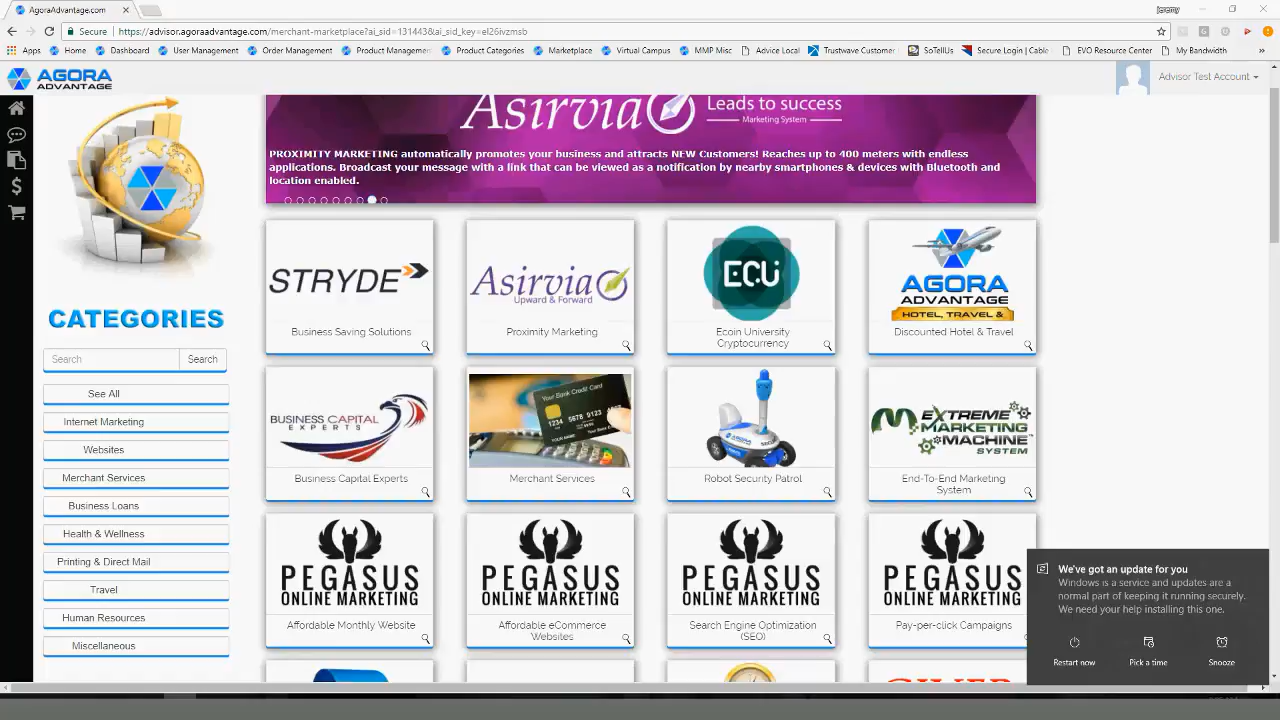 AgoraAdvantage.com
Jeremy
Secure | https://advisor.agoraadvantage.com/merchant-marketplace?ai_sid=131443&ai_sid_key=el26ivzmsb
Apps Home Dashboard User Management Order Management Product Management Product Categories Marketplace Virtual Campus MMP Misc Advice Local Trustwave Customer SoTellUs Secure Login | Cable EVO Resource Center My Bandwidth
AGORA
ADVANTAGE
Advisor Test Account
Asirvia
Leads to success
Marketing System
PROXIMITY MARKETING automatically promotes your business and attracts NEW Customers! Reaches up to 400 meters with endless
applications. Broadcast your message with a link that can be viewed as a notification by nearby smartphones & devices with Bluetooth and
location enabled.
CATEGORIES
Search Search
See All
Internet Marketing
Websites
Merchant Services
Business Loans
Health & Wellness
Printing & Direct Mail
Travel
Human Resources
Miscellaneous
STRYDE
Business Saving Solutions
Asirvia
Upward & Forward
Proximity Marketing
ECU
Ecoin University
Cryptocurrency
AGORA
ADVANTAGE
HOTEL, TRAVEL &
Discounted Hotel & Travel
BUSINESS CAPITAL
EXPERTS
Business Capital Experts
Your Bank Credit Card
1234 5678 9123
Merchant Services
AGORA
Robot Security Patrol
EXTREME
MARKETING
MACHINE
SYSTEM
End-To-End Marketing
System
PEGASUS
ONLINE MARKETING
Affordable Monthly Website
PEGASUS
ONLINE MARKETING
Affordable eCommerce
Websites
PEGASUS
ONLINE MARKETING
Search Engine Optimization
(SEO)
PEGASUS
ONLINE MARKETING
Pay-per-click Campaigns
We've got an update for you
Windows is a service and updates are a
normal part of keeping it running securely.
We need your help installing this one.
Restart now Pick a time Snooze